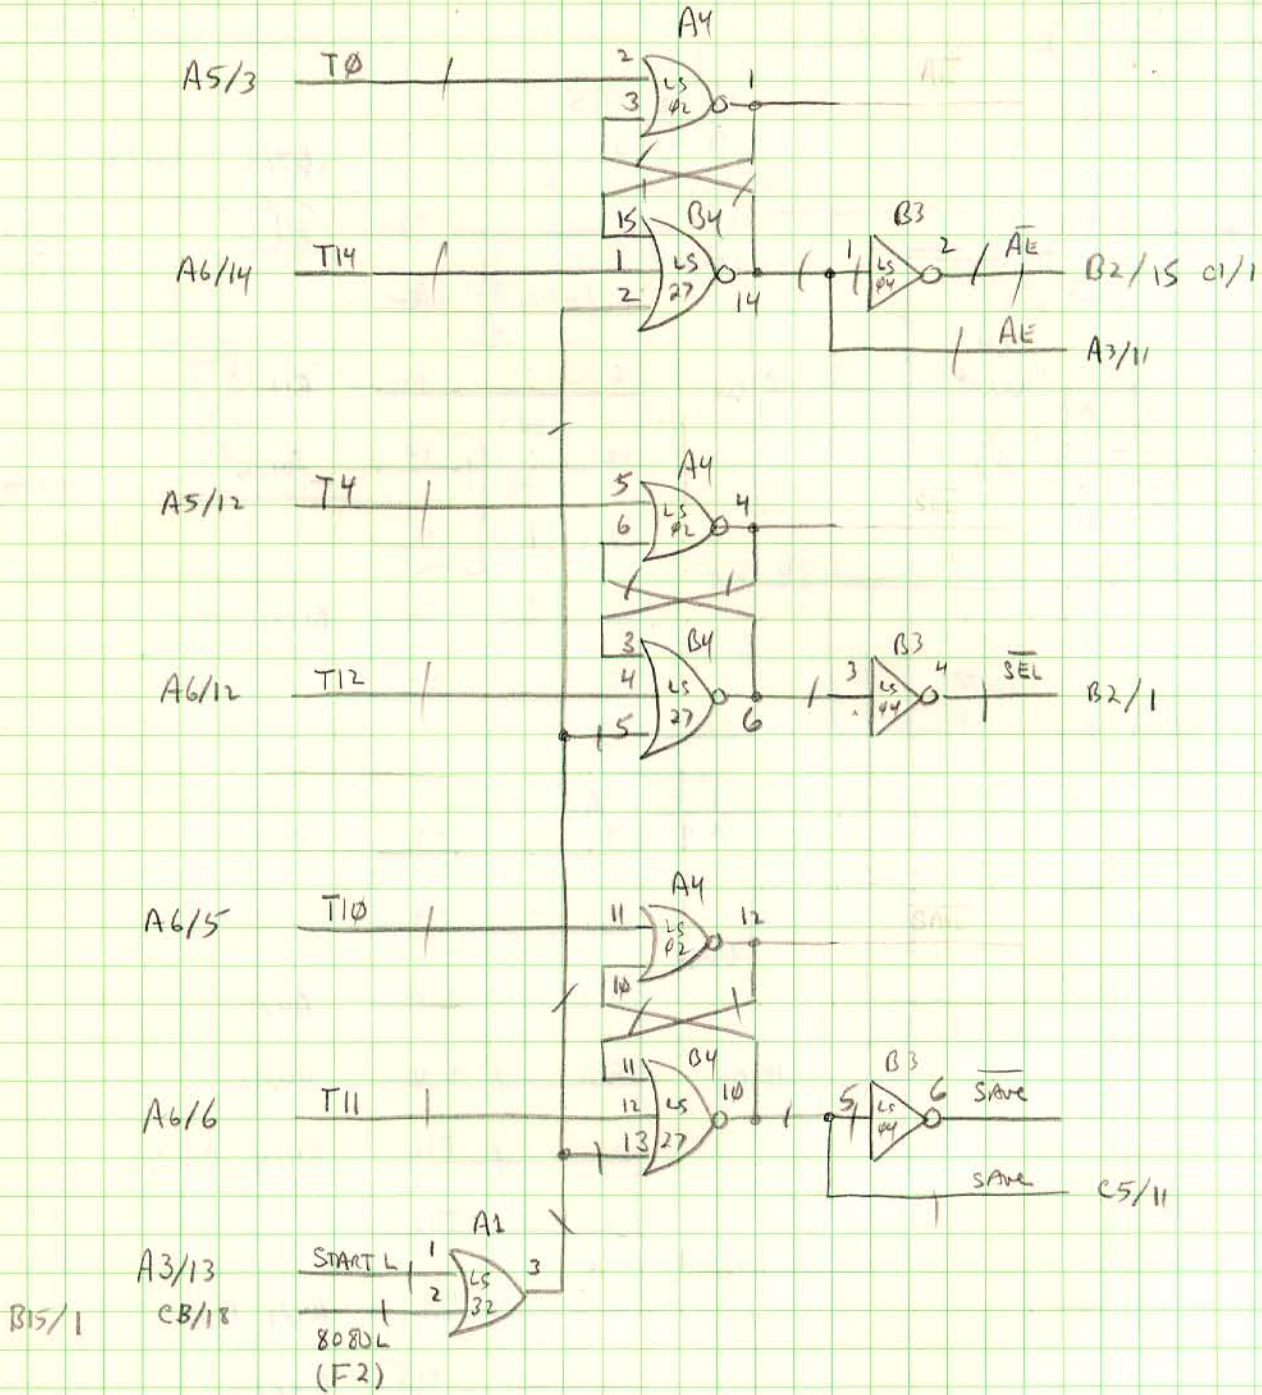 A4
A5/3 TØ 2 LS Ø2 1
3
15 B4 B3
A6/14 T14 1 LS 27 14 1 LS Ø4 2 AE B2/15 C1/1
2
AE A3/11
A4
A5/12 T4 5 LS Ø2 4
6
3 B4 B3
A6/12 T12 4 LS 27 6 3 LS Ø4 4 SEL B2/1
5
A4
A6/5 T1Ø 11 LS Ø2 12
1Ø
11 B4 B3
A6/6 T11 12 LS 27 1Ø 5 LS Ø4 6 SAVE
13
SAVE C5/11
A1
A3/13 START L 1 LS 32 3
B15/1 CB/18 2
8080L
(F2)